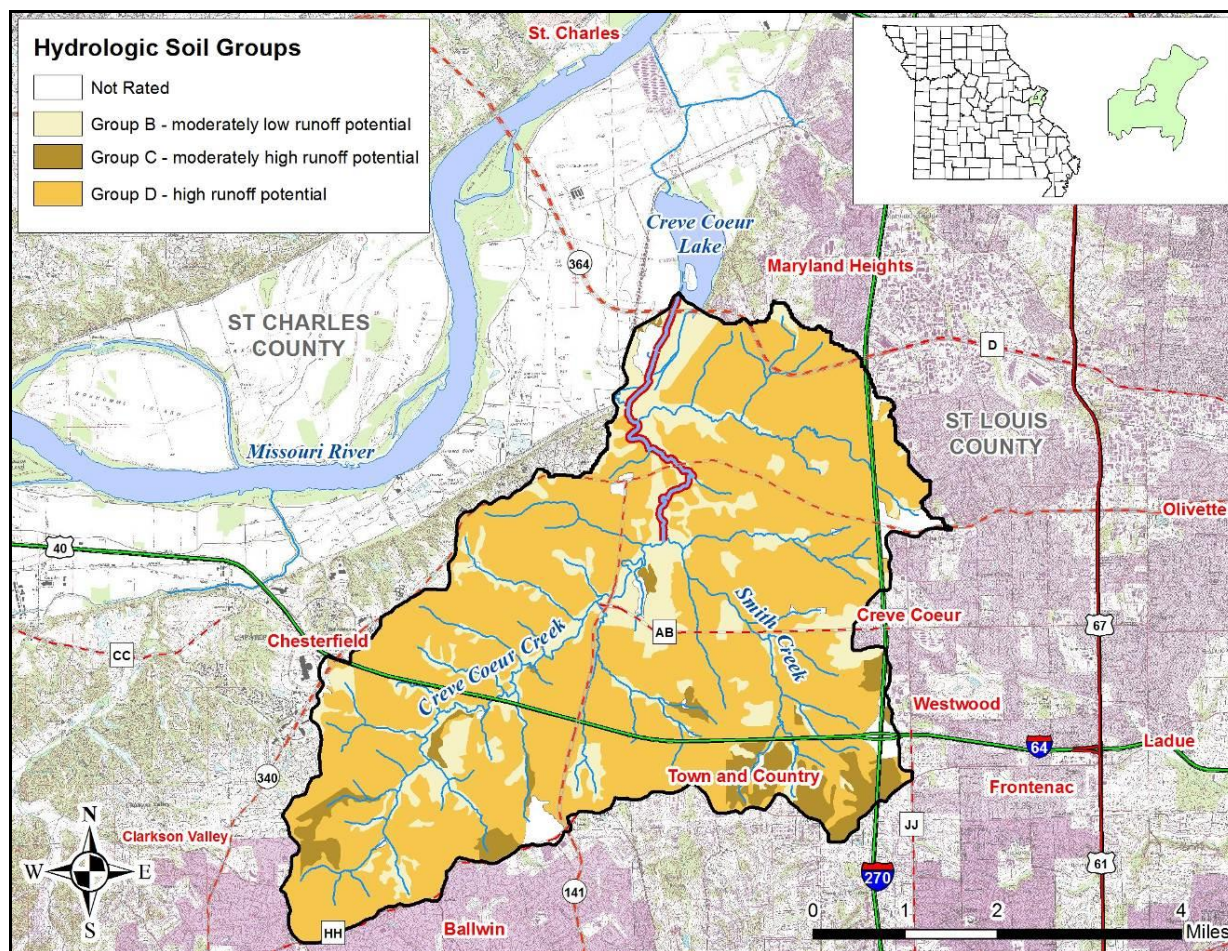 Hydrologic Soil Groups
Not Rated
Group B - moderately low runoff potential
Group C - moderately high runoff potential
Group D - high runoff potential
St. Charles
Creve Coeur
Lake
364
Maryland Heights
ST CHARLES
COUNTY
D
ST LOUIS
COUNTY
Missouri River
Olivette
40
Smith Creek
Creve Coeur
AB
67
Chesterfield
CC
Creve Coeur Creek
Westwood
64
Ladue
Town and Country
340
Frontenac
JJ
Clarkson Valley
N
W
E
S
141
270
61
HH
Ballwin
0
1
2
4
Miles